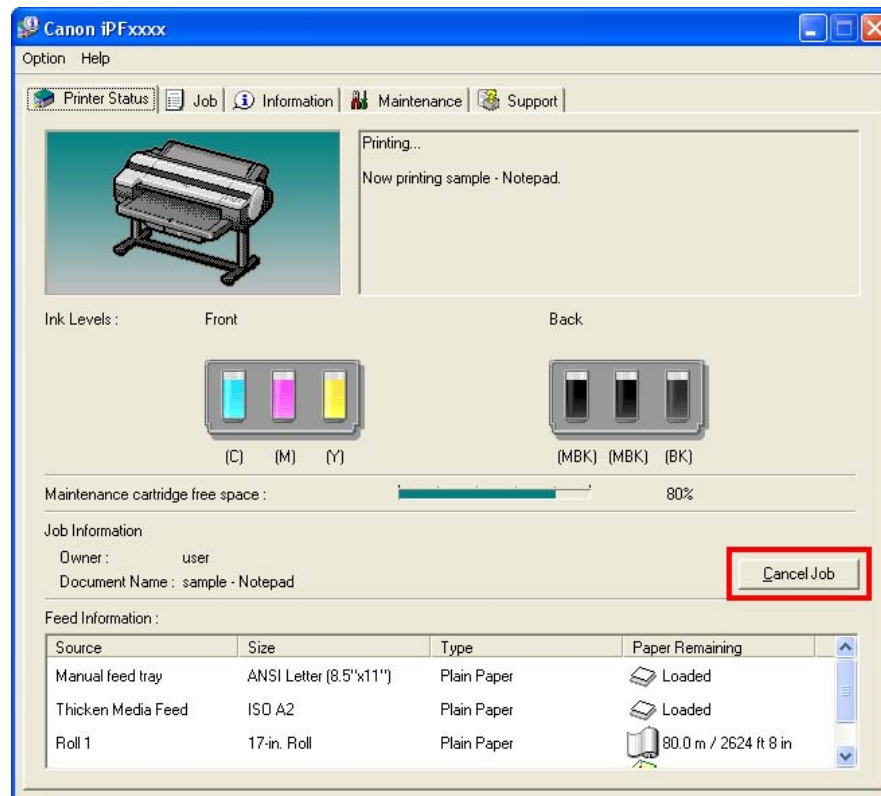 Canon iPFxxxx
Option Help
Printer Status Job Information Maintenance Support
Printing...
Now printing sample - Notepad.
Ink Levels : Front Back
(C) (M) (Y) (MBK) (MBK) (BK)
Maintenance cartridge free space : 80%
Job Information
Owner : user
Document Name : sample - Notepad
Cancel Job
Feed Information :
Source Size Type Paper Remaining
Manual feed tray ANSI Letter (8.5"x11") Plain Paper Loaded
Thicken Media Feed ISO A2 Plain Paper Loaded
Roll 1 17-in. Roll Plain Paper 80.0 m / 2624 ft 8 in